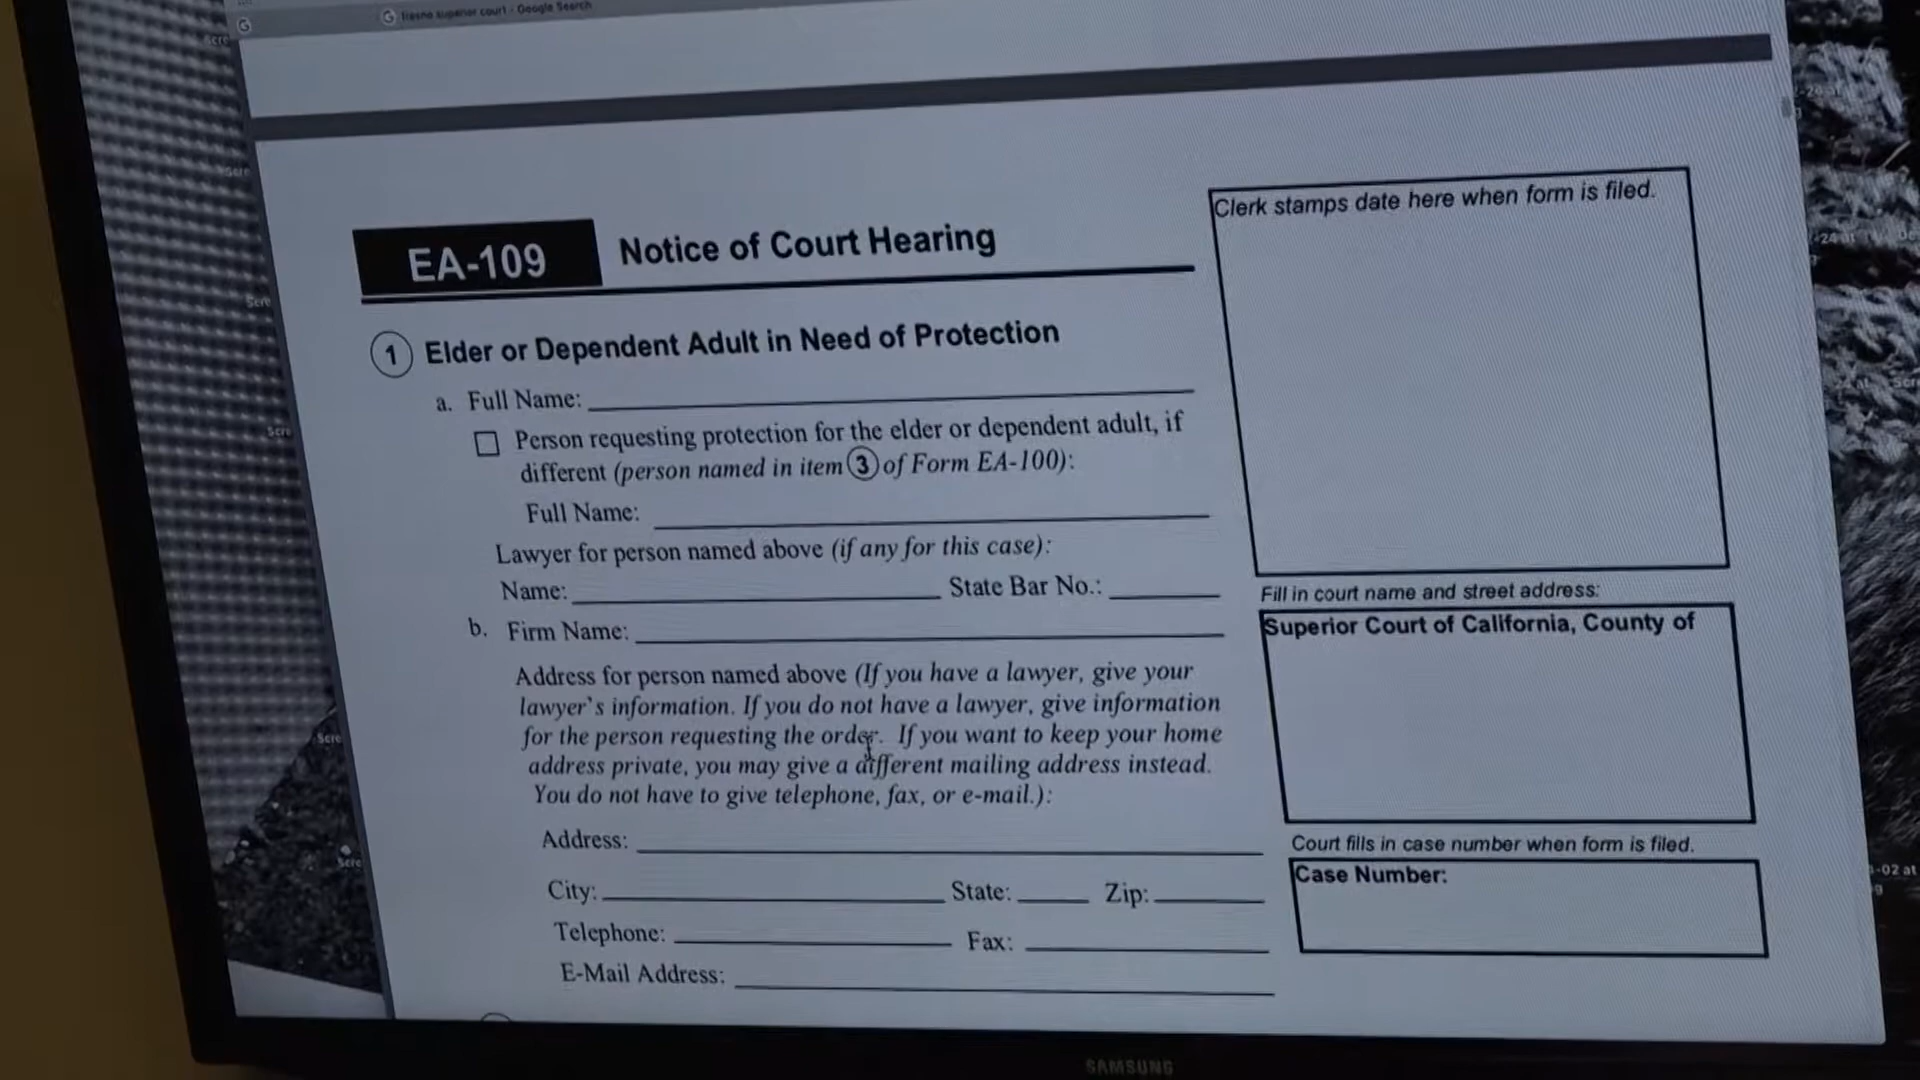 fresno superior court - Google Search
Clerk stamps date here when form is filed.
EA-109
Notice of Court Hearing
1 Elder or Dependent Adult in Need of Protection
a. Full Name:
Person requesting protection for the elder or dependent adult, if
different (person named in item 3 of Form EA-100):
Full Name:
Lawyer for person named above (if any for this case):
Name: State Bar No.:
b. Firm Name:
Address for person named above (If you have a lawyer, give your
lawyer's information. If you do not have a lawyer, give information
for the person requesting the order. If you want to keep your home
address private, you may give a different mailing address instead.
You do not have to give telephone, fax, or e-mail.):
Address:
City: State: Zip:
Telephone: Fax:
E-Mail Address:
Fill in court name and street address:
Superior Court of California, County of
Court fills in case number when form is filed.
Case Number:
SAMSUNG